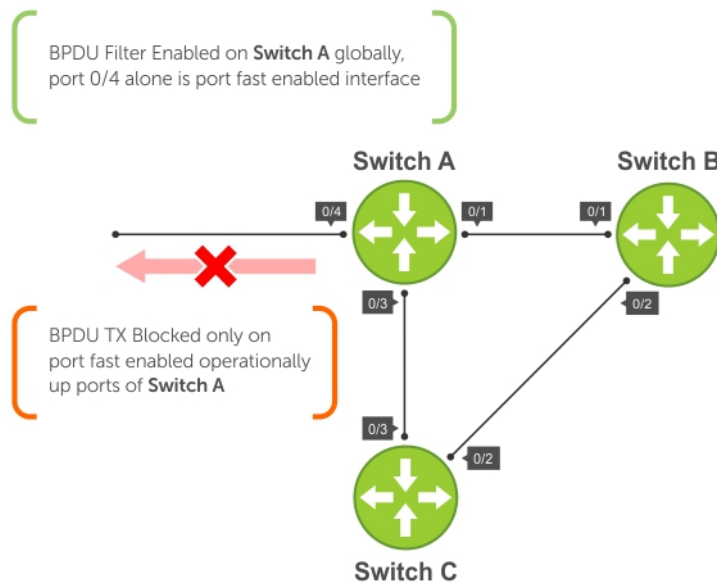 BPDU Filter Enabled on Switch A globally,
port 0/4 alone is port fast enabled interface
Switch A
Switch B
0/4
0/1
0/1
0/3
0/2
BPDU TX Blocked only on
port fast enabled operationally
up ports of Switch A
0/3
0/2
Switch C